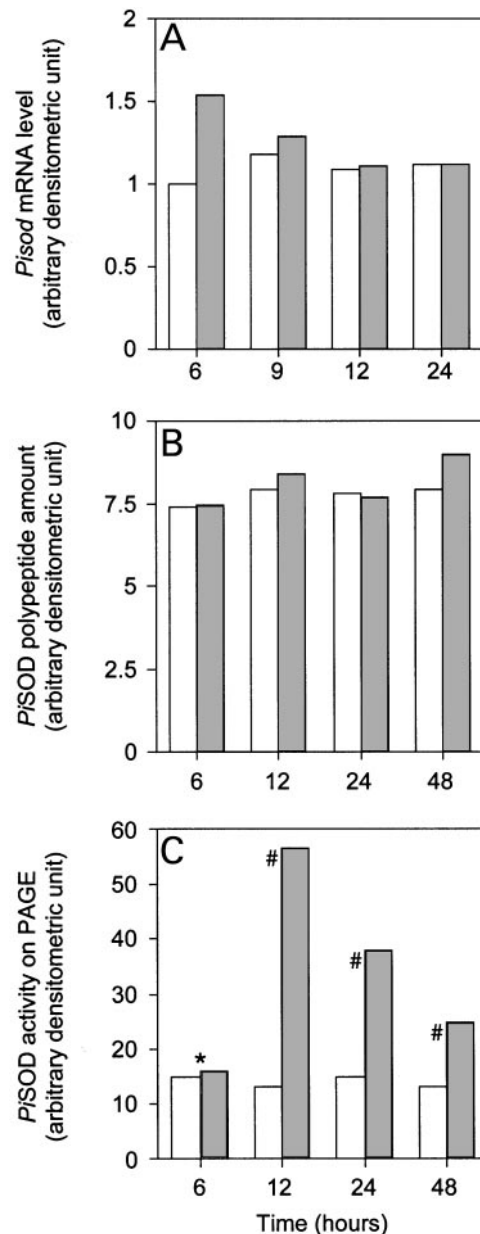 A
Pisod mRNA level
(arbitrary densitometric unit)
2
1.5
1
0.5
0
6 9 12 24
B
PiSOD polypeptide amount
(arbitrary densitometric unit)
10
7.5
5
2.5
0
6 12 24 48
C
PiSOD activity on PAGE
(arbitrary densitometric unit)
60
50
40
30
20
10
0
*
#
#
#
6 12 24 48
Time (hours)